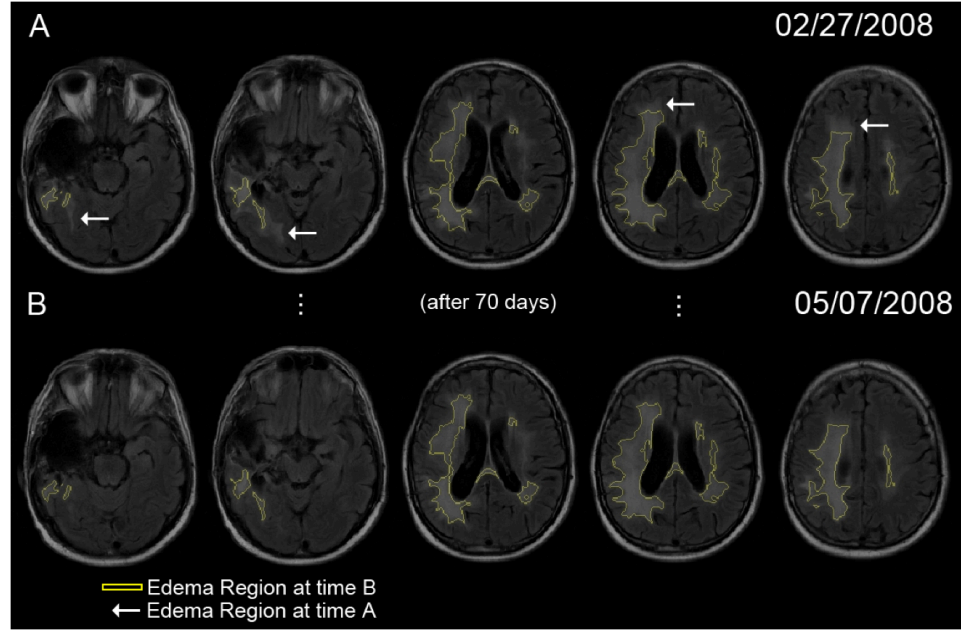 A
02/27/2008
B
⋮
(after 70 days)
⋮
05/07/2008
Edema Region at time B
Edema Region at time A